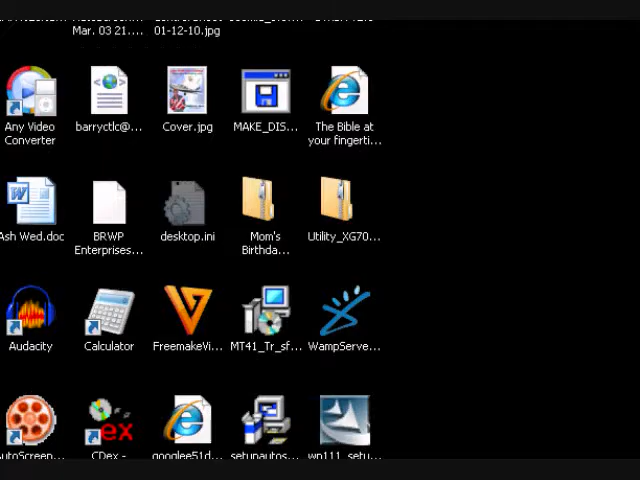 Mar. 03 21....
01-12-10.jpg
Any Video
Converter
barryctlc@...
Cover.jpg
MAKE_DIS...
The Bible at
your fingerti...
Ash Wed.doc
BRWP
Enterprises...
desktop.ini
Mom's
Birthda...
Utility_XG70...
Audacity
Calculator
FreemakeVi...
MT41_Tr_sf...
WampServe...
AutoScreen...
CDex -
googlee51d...
setupautos...
wp111_setu...